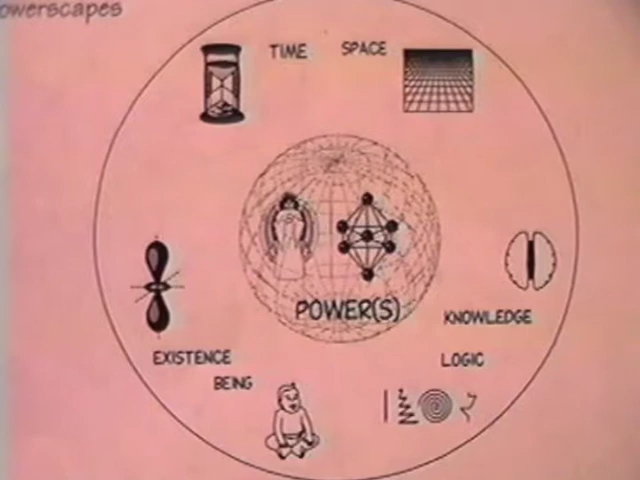 owerscapes
TIME
SPACE
POWER(S)
KNOWLEDGE
EXISTENCE
LOGIC
BEING